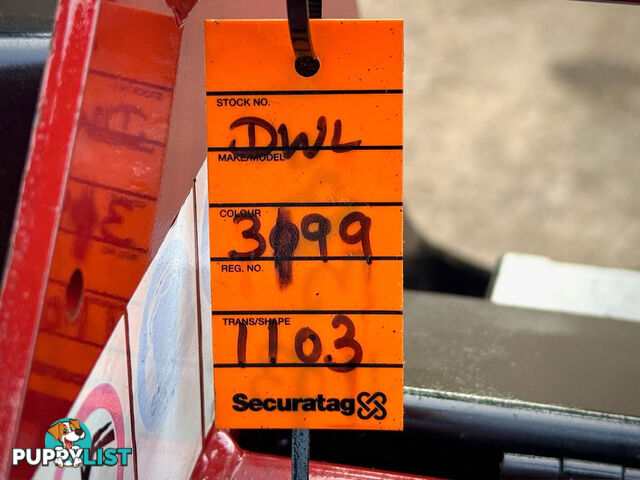 STOCK NO.
DWL
MAKE/MODEL
COLOUR
3099
REG. NO.
TRANS/SHAPE
1103
Securatag
PUPPYLIST